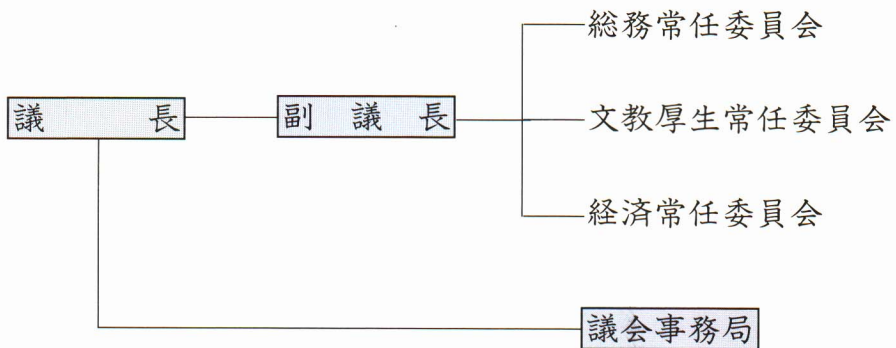 総務常任委員会
議長
副議長
文教厚生常任委員会
経済常任委員会
議会事務局